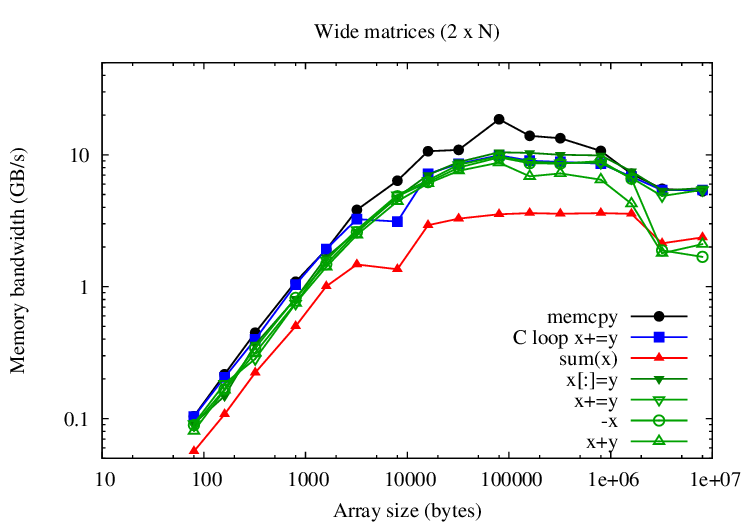 Wide matrices (2 x N)
Memory bandwidth (GB/s)
10
1
0.1
memcpy
C loop x+=y
sum(x)
x[:]=y
x+=y
-x
x+y
10 100 1000 10000 100000 1e+06 1e+07
Array size (bytes)